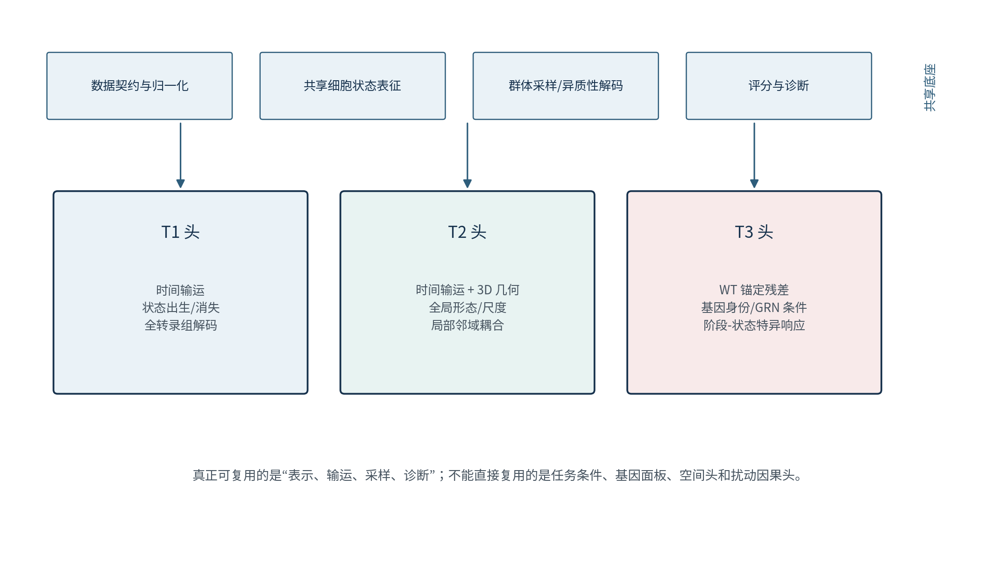 数据契约与归一化
共享细胞状态表征
群体采样/异质性解码
评分与诊断
共享底座
T1 头
时间输运
状态出生/消失
全转录组解码
T2 头
时间输运 + 3D 几何
全局形态/尺度
局部邻域耦合
T3 头
WT 锚定残差
基因身份/GRN 条件
阶段-状态特异响应
真正可复用的是“表示、输运、采样、诊断”；不能直接复用的是任务条件、基因面板、空间头和扰动因果头。